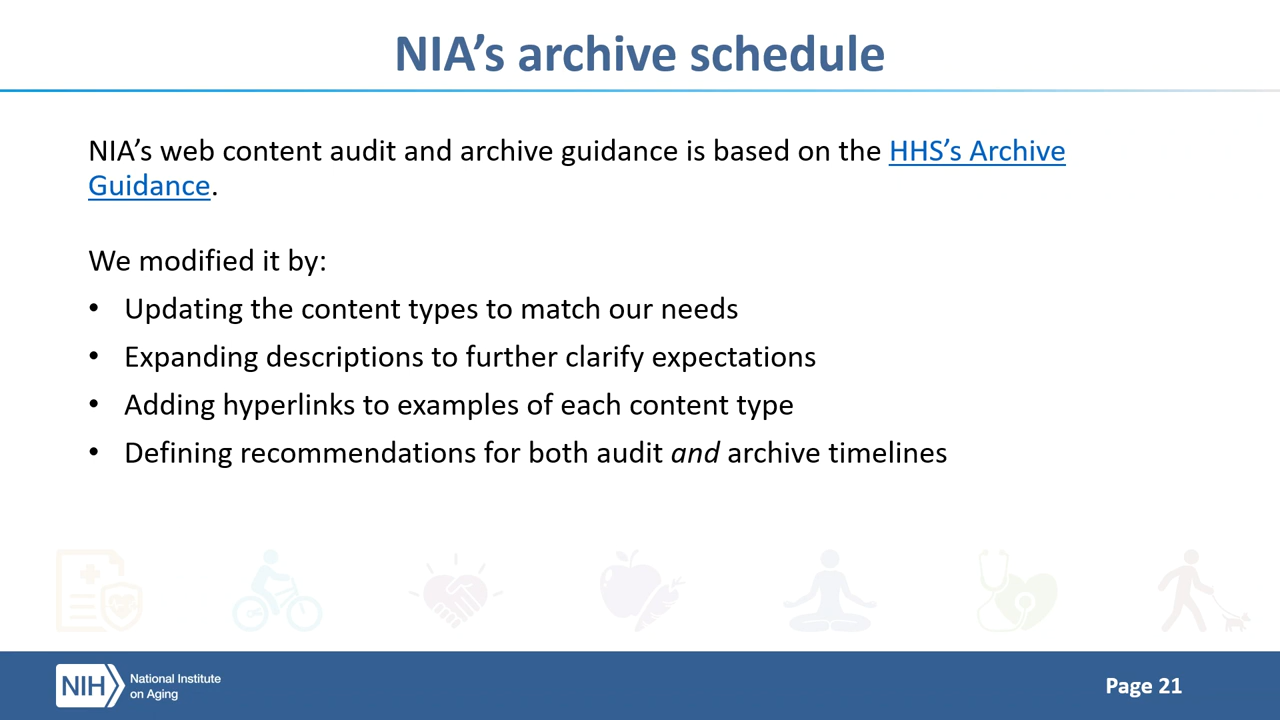 NIA’s archive schedule
NIA’s web content audit and archive guidance is based on the HHS’s Archive
Guidance.
We modified it by:
• Updating the content types to match our needs
• Expanding descriptions to further clarify expectations
• Adding hyperlinks to examples of each content type
• Defining recommendations for both audit and archive timelines
NIH
National Institute
on Aging
Page 21